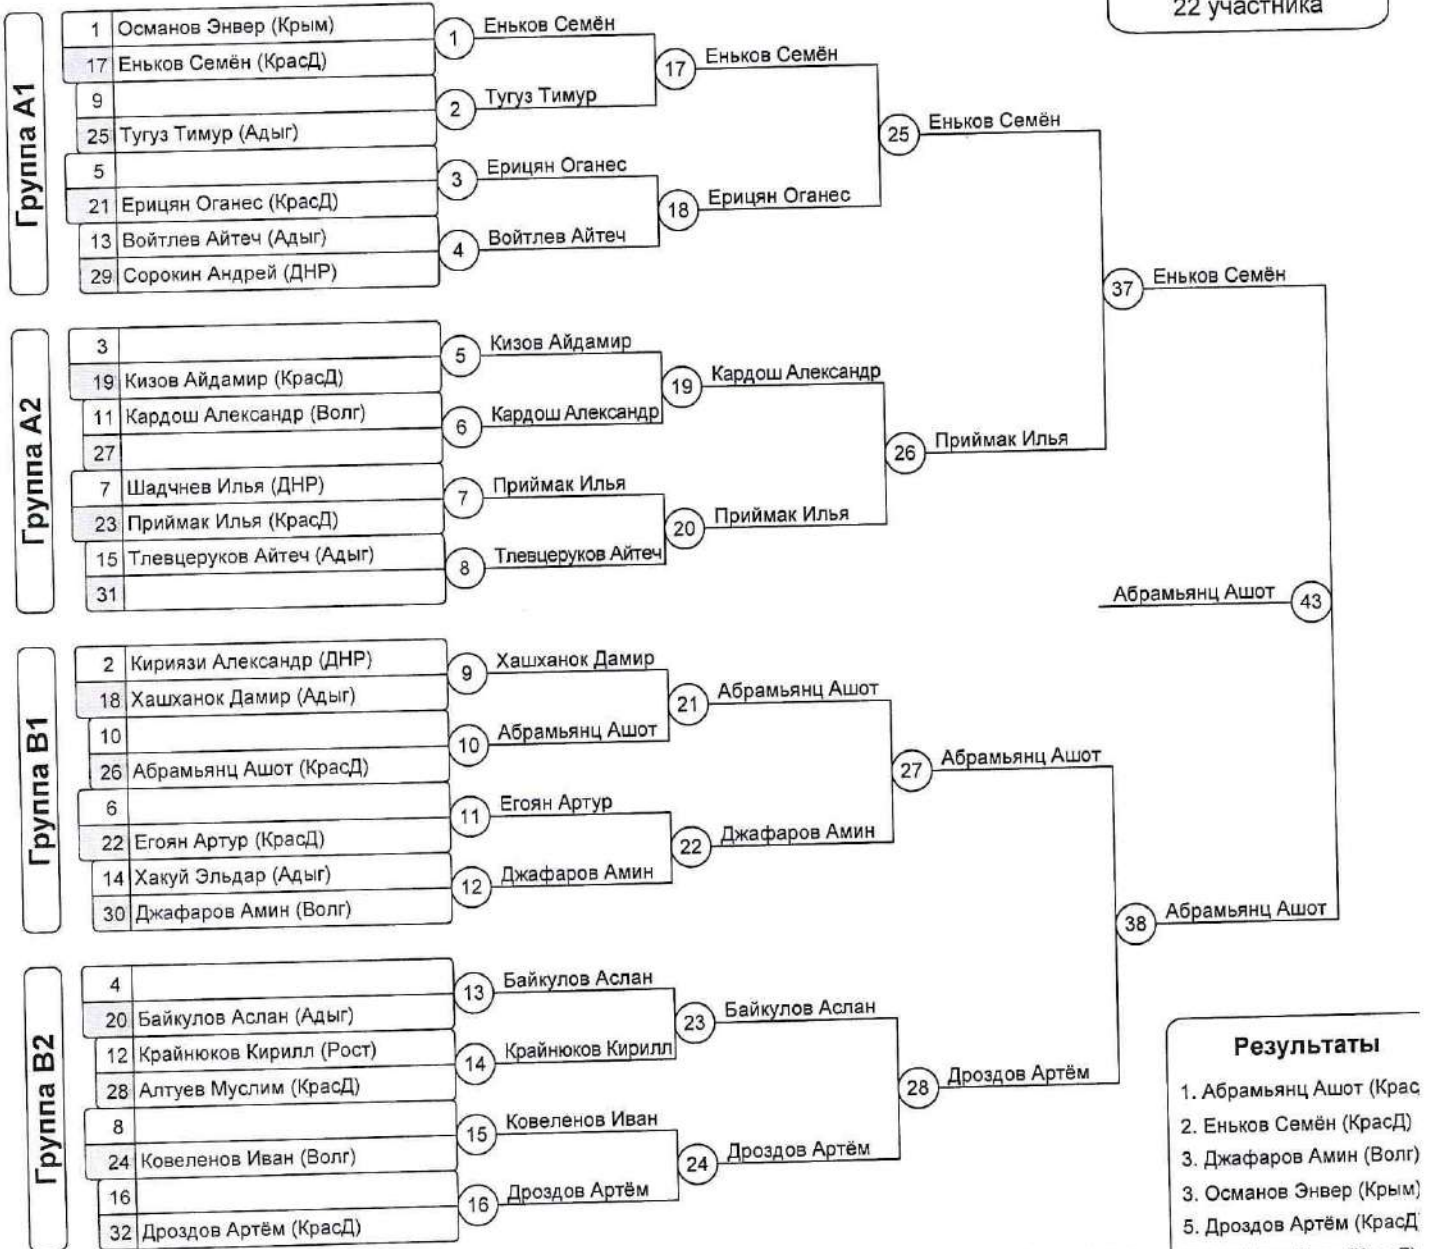 22 участника
Группа А1
1 Османов Энвер (Крым)
17 Еньков Семён (КрасД)
9
25 Тугуз Тимур (Адыг)
5
21 Ерицян Оганес (КрасД)
13 Войтлев Айтеч (Адыг)
29 Сорокин Андрей (ДНР)
1 Еньков Семён
2 Тугуз Тимур
3 Ерицян Оганес
4 Войтлев Айтеч
17 Еньков Семён
18 Ерицян Оганес
25 Еньков Семён
Группа А2
3
19 Кизов Айдамир (КрасД)
11 Кардош Александр (Волг)
27
7 Шадчнев Илья (ДНР)
23 Приймак Илья (КрасД)
15 Тлевцеруков Айтеч (Адыг)
31
5 Кизов Айдамир
6 Кардош Александр
7 Приймак Илья
8 Тлевцеруков Айтеч
19 Кардош Александр
20 Приймак Илья
26 Приймак Илья
37 Еньков Семён
Абрамьянц Ашот 43
Группа В1
2 Кириязи Александр (ДНР)
18 Хашханок Дамир (Адыг)
10
26 Абрамьянц Ашот (КрасД)
6
22 Егоян Артур (КрасД)
14 Хакуй Эльдар (Адыг)
30 Джафаров Амин (Волг)
9 Хашханок Дамир
10 Абрамьянц Ашот
11 Егоян Артур
12 Джафаров Амин
21 Абрамьянц Ашот
22 Джафаров Амин
27 Абрамьянц Ашот
Группа В2
4
20 Байкулов Аслан (Адыг)
12 Крайнюков Кирилл (Рост)
28 Алтуев Муслим (КрасД)
8
24 Ковеленов Иван (Волг)
16
32 Дроздов Артём (КрасД)
13 Байкулов Аслан
14 Крайнюков Кирилл
15 Ковеленов Иван
16 Дроздов Артём
23 Байкулов Аслан
24 Дроздов Артём
28 Дроздов Артём
38 Абрамьянц Ашот
Результаты
1. Абрамьянц Ашот (Крас
2. Еньков Семён (КрасД)
3. Джафаров Амин (Волг)
3. Османов Энвер (Крым)
5. Дроздов Артём (КрасД